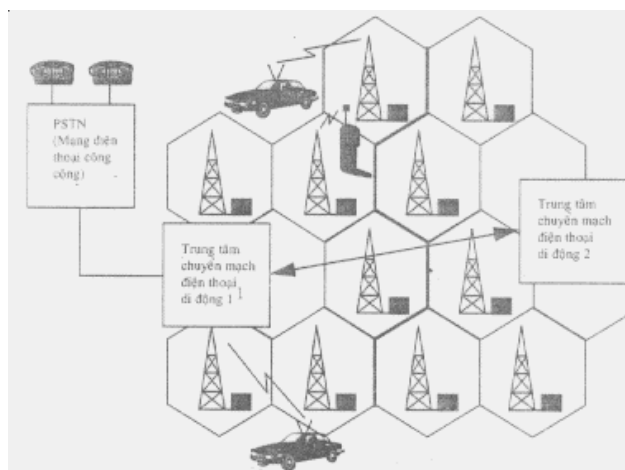 PSTN
(Mạng điện
thoại công
cộng)
Trung tâm
chuyển mạch
điện thoại
di động 1
Trung tâm
chuyển mạch
điện thoại
di động 2